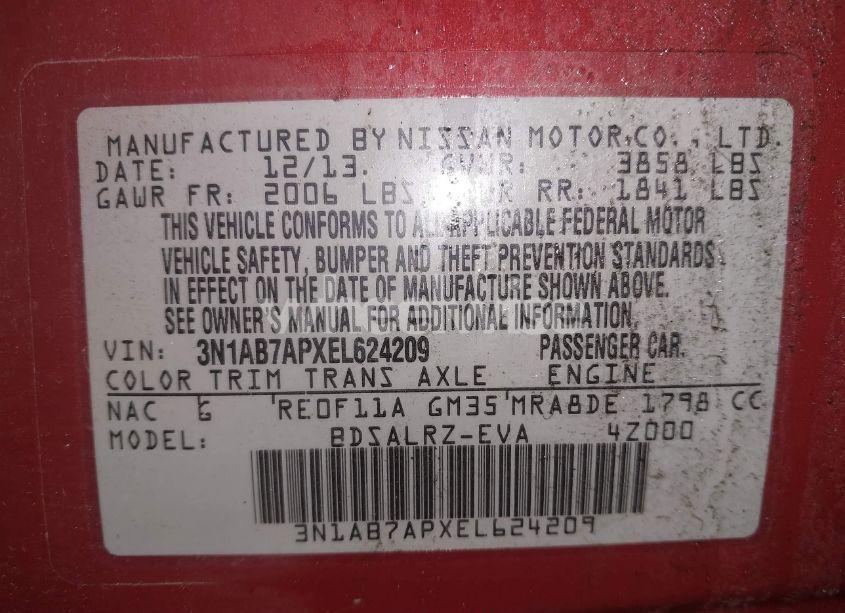 MANUFACTURED BY NISSAN MOTOR CO., LTD.
DATE: 12/13. GVWR: 3858 LBS
GAWR FR: 2006 LBS RR: 1841 LBS
THIS VEHICLE CONFORMS TO ALL APPLICABLE FEDERAL MOTOR
VEHICLE SAFETY, BUMPER AND THEFT PREVENTION STANDARDS
IN EFFECT ON THE DATE OF MANUFACTURE SHOWN ABOVE.
SEE OWNER'S MANUAL FOR ADDITIONAL INFORMATION.
VIN: 3N1AB7APXEL624209 PASSENGER CAR.
COLOR TRIM TRANS AXLE ENGINE
NAC G RE0F11A GM35 MRA8DE 1798 CC
MODEL: BDSALRZ-EVA 4Z000
3N1AB7APXEL624209